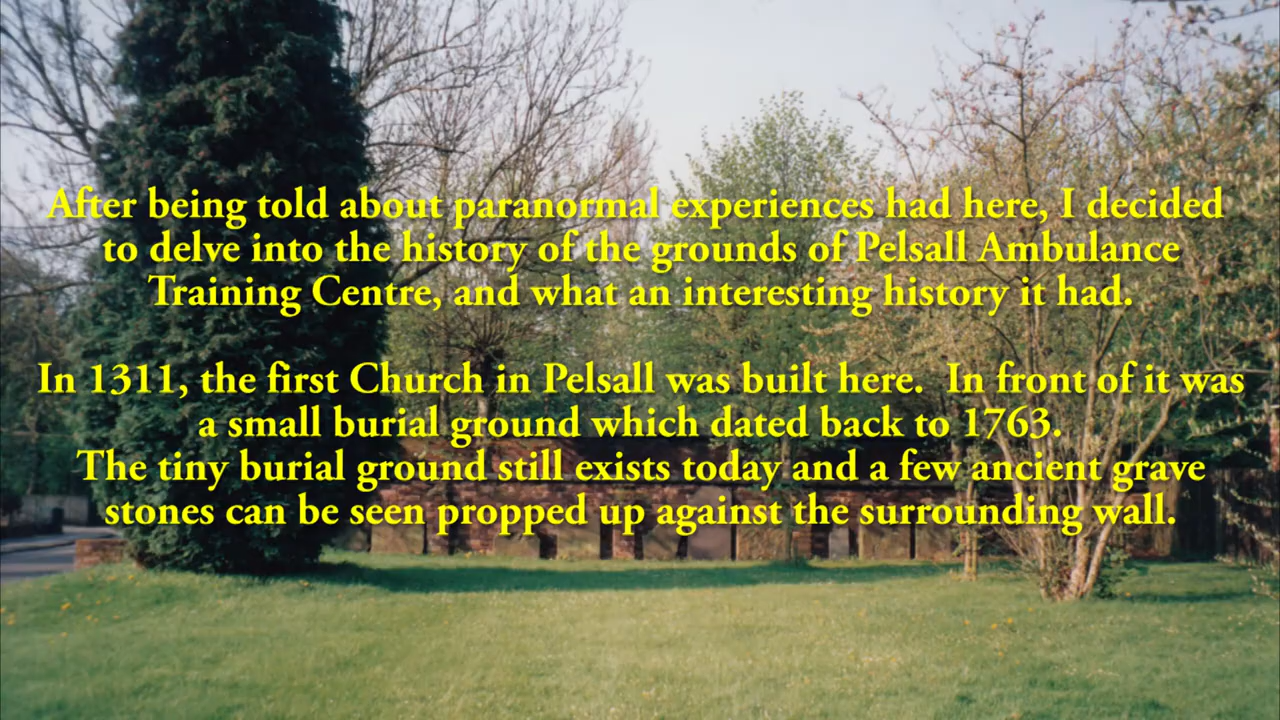 After being told about paranormal experiences had here, I decided
to delve into the history of the grounds of Pelsall Ambulance
Training Centre, and what an interesting history it had.
In 1311, the first Church in Pelsall was built here.  In front of it was
a small burial ground which dated back to 1763.
The tiny burial ground still exists today and a few ancient grave
stones can be seen propped up against the surrounding wall.